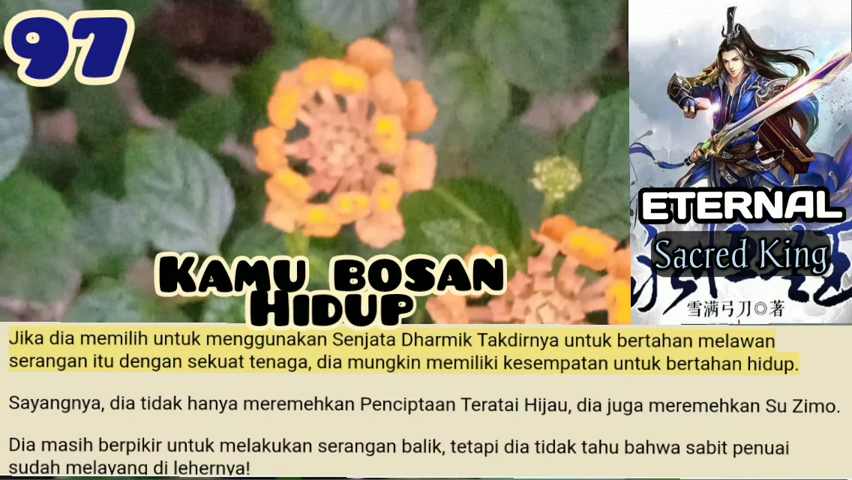 97
KAMU BOSAN
HIDUP
ETERNAL
Sacred King
雪满弓刀◎著
Jika dia memilih untuk menggunakan Senjata Dharmik Takdirnya untuk bertahan melawan
serangan itu dengan sekuat tenaga, dia mungkin memiliki kesempatan untuk bertahan hidup.
Sayangnya, dia tidak hanya meremehkan Penciptaan Teratai Hijau, dia juga meremehkan Su Zimo.
Dia masih berpikir untuk melakukan serangan balik, tetapi dia tidak tahu bahwa sabit penuai
sudah melayang di lehernya!